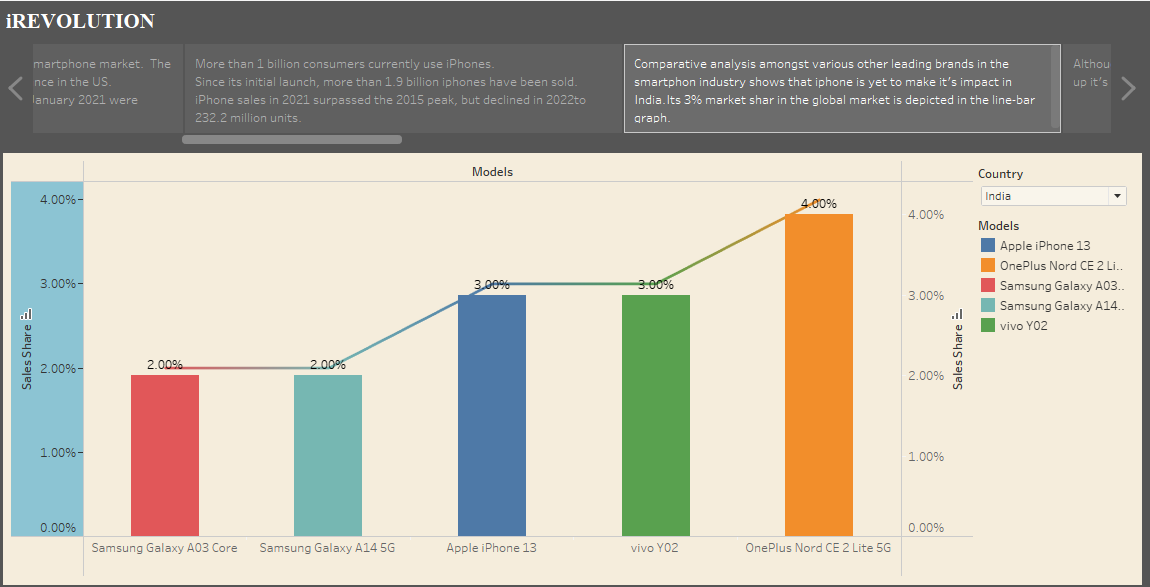 iREVOLUTION
martphone market. The
nce in the US.
January 2021 were
More than 1 billion consumers currently use iPhones.
Since its initial launch, more than 1.9 billion iphones have been sold.
iPhone sales in 2021 surpassed the 2015 peak, but declined in 2022to
232.2 million units.
Comparative analysis amongst various other leading brands in the
smartphon industry shows that iphone is yet to make it's impact in
India.Its 3% market shar in the global market is depicted in the line-bar
graph.
Althou
up it's
Models
4.00%
3.00%
2.00%
1.00%
0.00%
Sales Share
2.00%
2.00%
3.00%
3.00%
4.00%
Samsung Galaxy A03 Core
Samsung Galaxy A14 5G
Apple iPhone 13
vivo Y02
OnePlus Nord CE 2 Lite 5G
4.00%
3.00%
2.00%
1.00%
0.00%
Sales Share
Country
India
Models
Apple iPhone 13
OnePlus Nord CE 2 Li..
Samsung Galaxy A03..
Samsung Galaxy A14..
vivo Y02